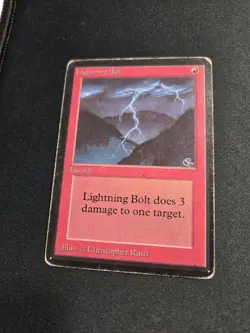 Lightning Bolt
Instant
Lightning Bolt does 3
damage to one target.
Illus. © Christopher Rush